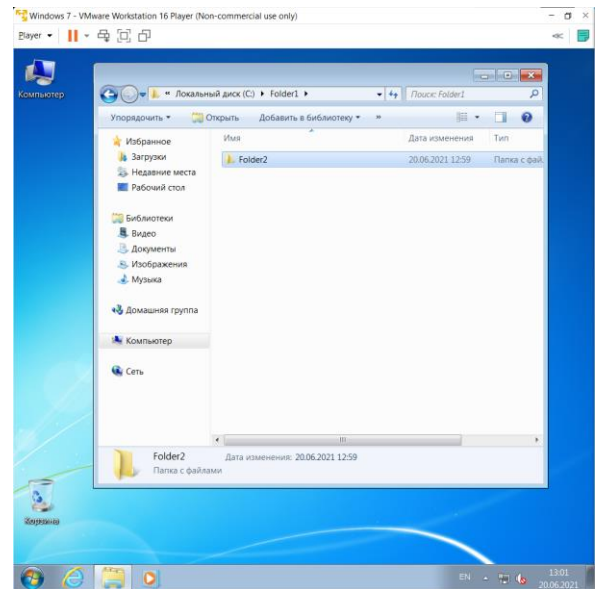 Windows 7 - VMware Workstation 16 Player (Non-commercial use only)
Player
Компьютер
Локальный диск (C:) Folder1
Поиск: Folder1
Упорядочить Открыть Добавить в библиотеку »
Имя Дата изменения Тип
Избранное
Загрузки Folder2 20.06.2021 12:59 Папка с фай
Недавние места
Рабочий стол
Библиотеки
Видео
Документы
Изображения
Музыка
Домашняя группа
Компьютер
Сеть
Folder2 Дата изменения: 20.06.2021 12:59
Папка с файлами
Корзина
EN 13:01
20.06.2021